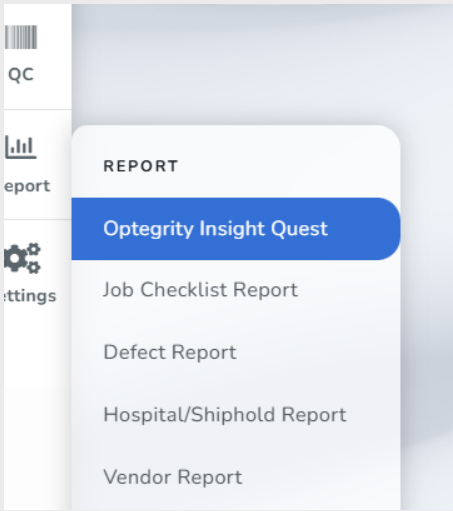 QC
eport
ettings
REPORT
Optegrity Insight Quest
Job Checklist Report
Defect Report
Hospital/Shiphold Report
Vendor Report